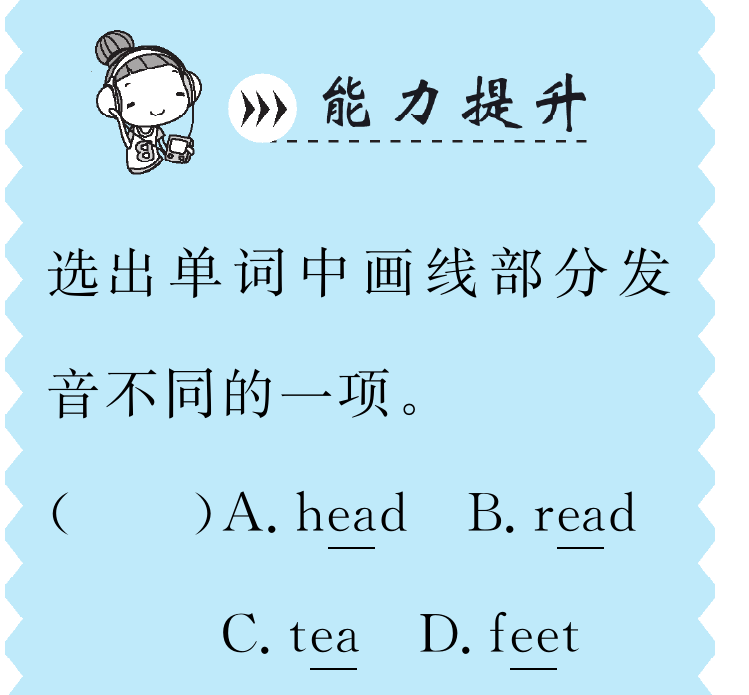 能力提升
选出单词中画线部分发
音不同的一项。
(　　)A. head　B. read
C. tea　D. feet